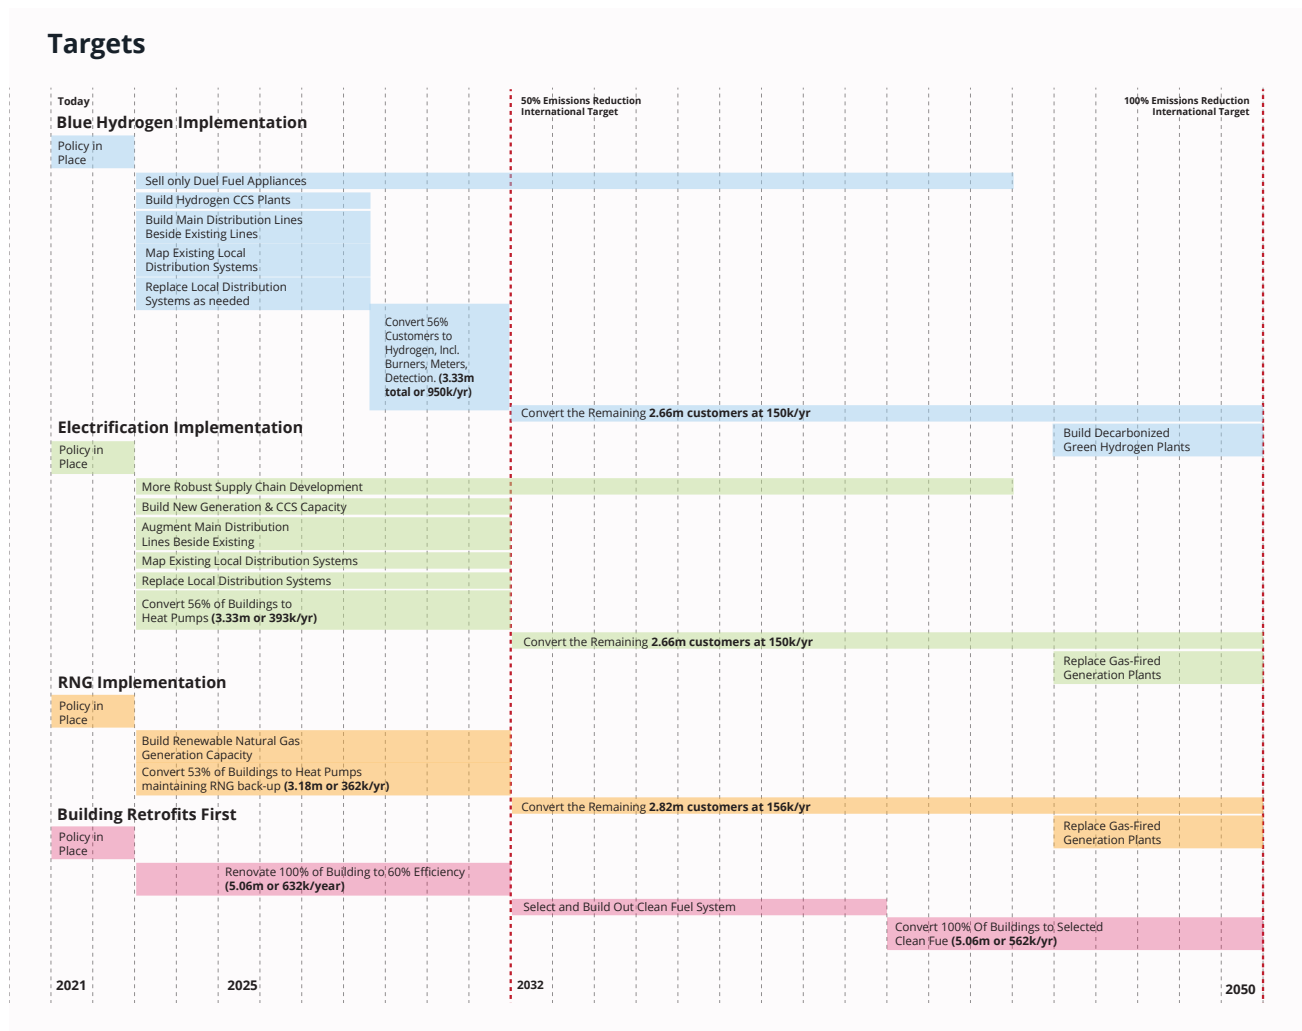 Targets
Today
50% Emissions Reduction
International Target
100% Emissions Reduction
International Target
Blue Hydrogen Implementation
Policy in
Place
Sell only Duel Fuel Appliances
Build Hydrogen CCS Plants
Build Main Distribution Lines
Beside Existing Lines
Map Existing Local
Distribution Systems
Replace Local Distribution
Systems as needed
Convert 56%
Customers to
Hydrogen, Incl.
Burners, Meters,
Detection. (3.33m
total or 950k/yr)
Convert the Remaining 2.66m customers at 150k/yr
Build Decarbonized
Green Hydrogen Plants
Electrification Implementation
Policy in
Place
More Robust Supply Chain Development
Build New Generation & CCS Capacity
Augment Main Distribution
Lines Beside Existing
Map Existing Local Distribution Systems
Replace Local Distribution Systems
Convert 56% of Buildings to
Heat Pumps (3.33m or 393k/yr)
Convert the Remaining 2.66m customers at 150k/yr
Replace Gas-Fired
Generation Plants
RNG Implementation
Policy in
Place
Build Renewable Natural Gas
Generation Capacity
Convert 53% of Buildings to Heat Pumps
maintaining RNG back-up (3.18m or 362k/yr)
Convert the Remaining 2.82m customers at 156k/yr
Replace Gas-Fired
Generation Plants
Building Retrofits First
Policy in
Place
Renovate 100% of Building to 60% Efficiency
(5.06m or 632k/year)
Select and Build Out Clean Fuel System
Convert 100% Of Buildings to Selected
Clean Fue (5.06m or 562k/yr)
2021
2025
2032
2050